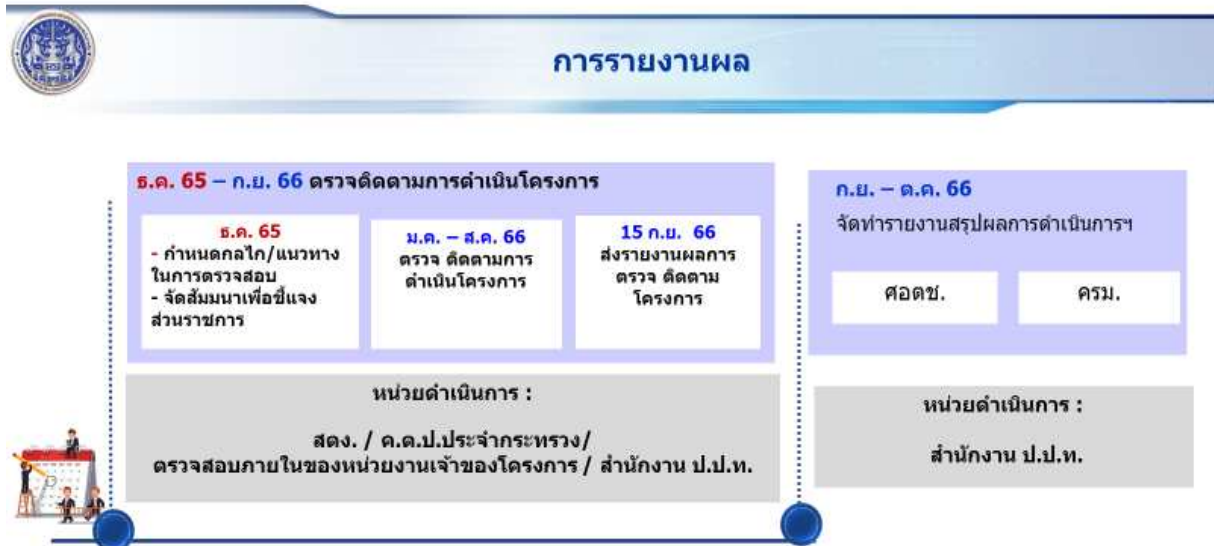 การรายงานผล
ธ.ค. 65 – ก.ย. 66 ตรวจติดตามการดำเนินโครงการ
ธ.ค. 65
- กำหนดกลไก/แนวทาง
ในการตรวจสอบ
- จัดสัมมนาเพื่อชี้แจง
ส่วนราชการ
ม.ค. – ส.ค. 66
ตรวจ ติดตามการ
ดำเนินโครงการ
15 ก.ย. 66
ส่งรายงานผลการ
ตรวจ ติดตาม
โครงการ
หน่วยดำเนินการ :
สตง. / ค.ต.ป.ประจำกระทรวง/
ตรวจสอบภายในของหน่วยงานเจ้าของโครงการ / สำนักงาน ป.ป.ท.
ก.ย. – ต.ค. 66
จัดทำรายงานสรุปผลการดำเนินการฯ
ศอตช.
ครม.
หน่วยดำเนินการ :
สำนักงาน ป.ป.ท.